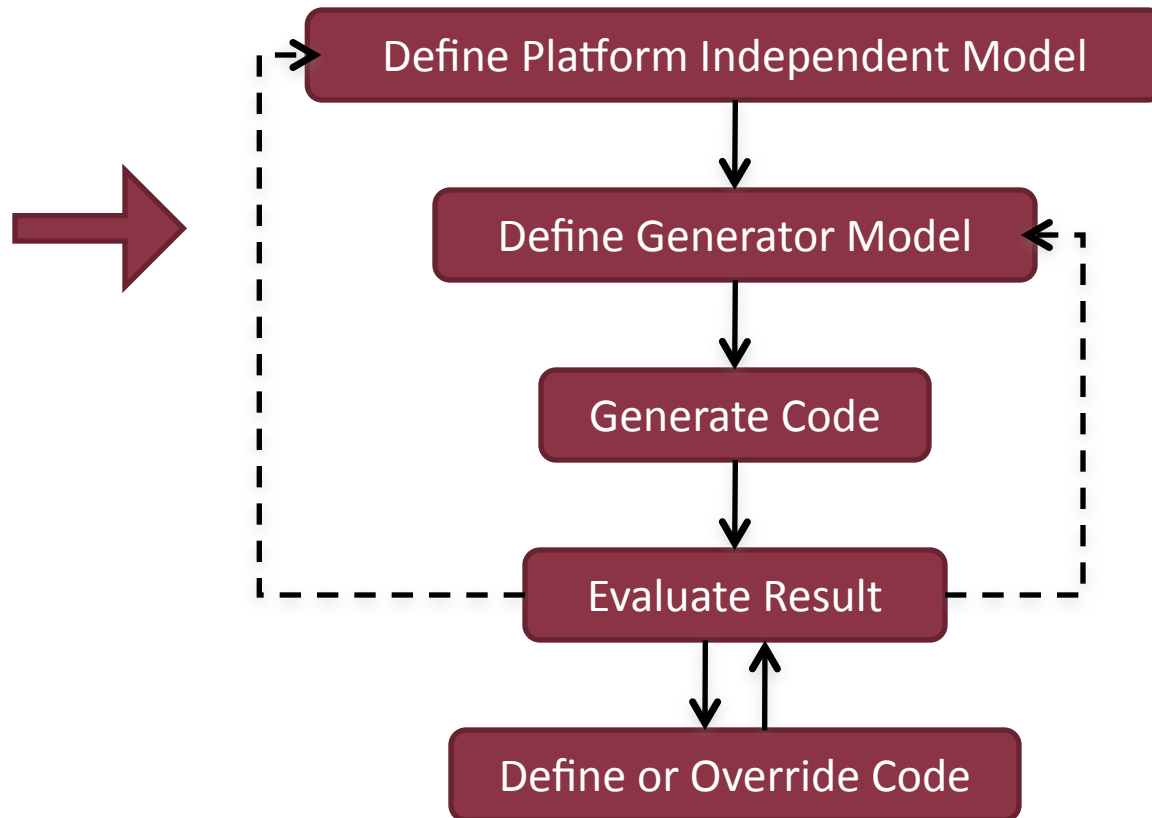 Define Platform Independent Model
Define Generator Model
Generate Code
Evaluate Result
Define or Override Code